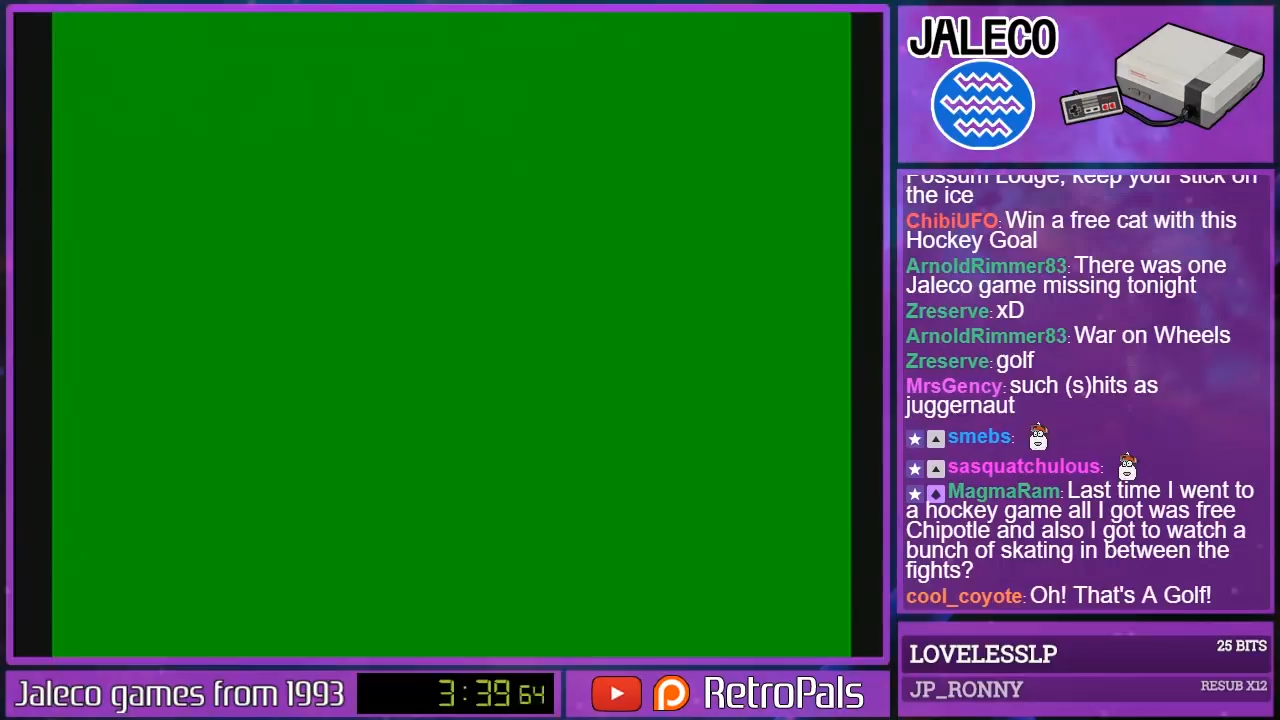 JALECO
Possum Lodge, keep your stick on
the ice
ChibiUFO: Win a free cat with this
Hockey Goal
ArnoldRimmer83: There was one
Jaleco game missing tonight
Zreserve: xD
ArnoldRimmer83: War on Wheels
Zreserve: golf
MrsGency: such (s)hits as
juggernaut
smebs:
sasquatchulous:
MagmaRam: Last time I went to
a hockey game all I got was free
Chipotle and also I got to watch a
bunch of skating in between the
fights?
cool_coyote: Oh! That's A Golf!
LOVELESSLP 25 BITS
JP_RONNY RESUB X12
Jaleco games from 1993 3:39 64 RetroPals